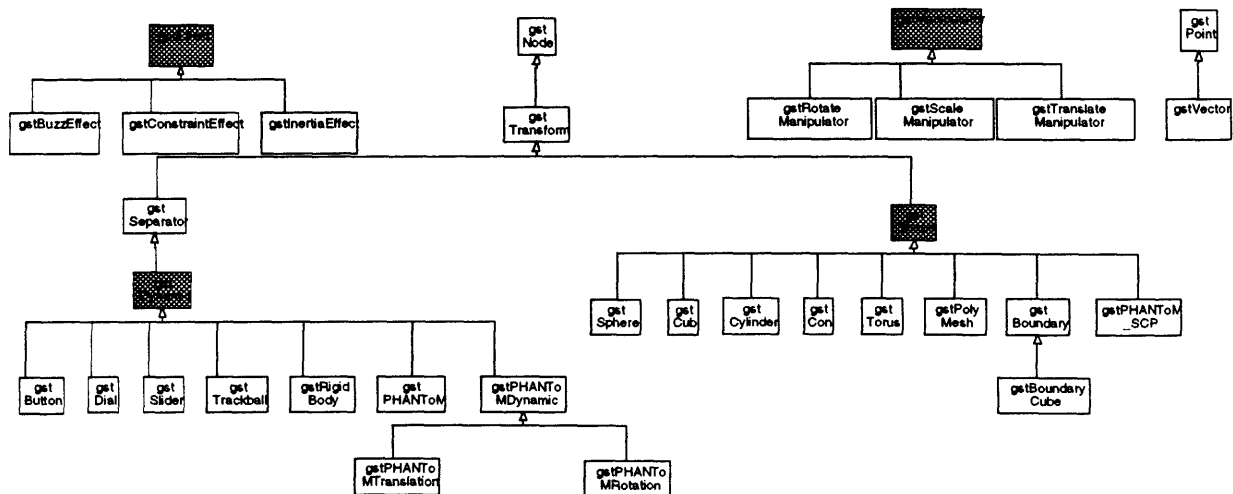 gst
Node
gst
Point
gstBuzzEffect
gstConstraintEffect
gstInertiaEffec
gst
Transform
gstRotate
Manipulator
gstScale
Manipulator
gstTranslate
Manipulator
gstVector
gst
Separator
gst
Sphere
gst
Cub
gst
Cylinder
gst
Con
gst
Torus
gstPoly
Mesh
gst
Boundary
gstPHANToM
_SCP
gst
Button
gst
Dial
gst
Slider
gst
Trackball
gstRigid
Body
gst
PHANToM
gstPHANTo
MDynamic
gstBoundary
Cube
gstPHANTo
MTranslation
gstPHANTo
MRotation